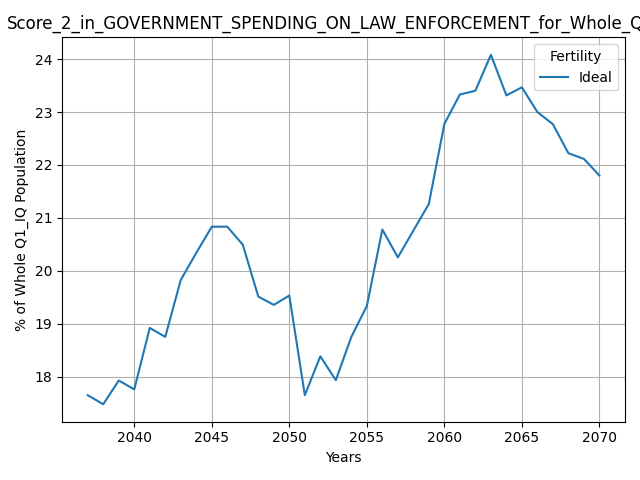 Score_2_in_GOVERNMENT_SPENDING_ON_LAW_ENFORCEMENT_for_Whole_Q
Fertility
Ideal
% of Whole Q1_IQ Population
24
23
22
21
20
19
18
2040
2045
2050
2055
2060
2065
2070
Years